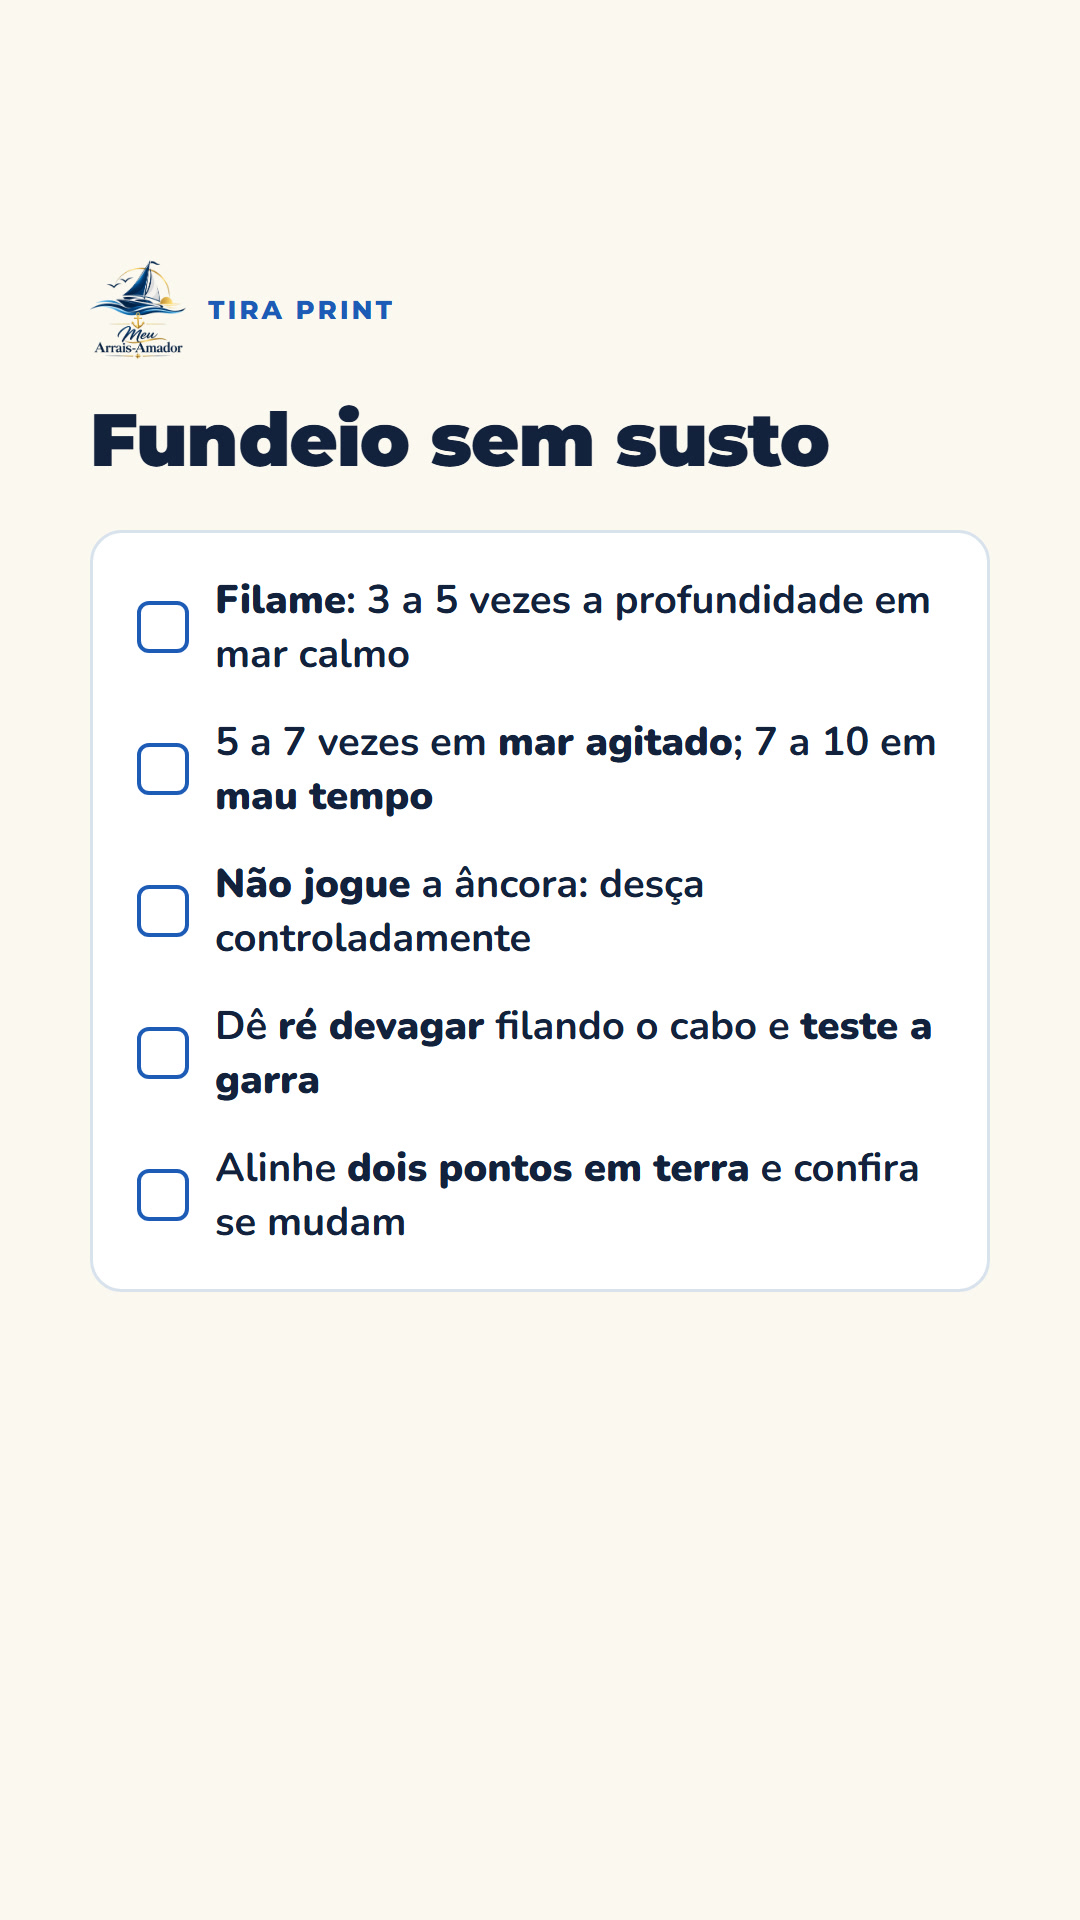 Meu
Arrais-Amador
TIRA PRINT
Fundeio sem susto
Filame: 3 a 5 vezes a profundidade em
mar calmo
5 a 7 vezes em mar agitado; 7 a 10 em
mau tempo
Não jogue a âncora: desça
controladamente
Dê ré devagar filando o cabo e teste a
garra
Alinhe dois pontos em terra e confira
se mudam